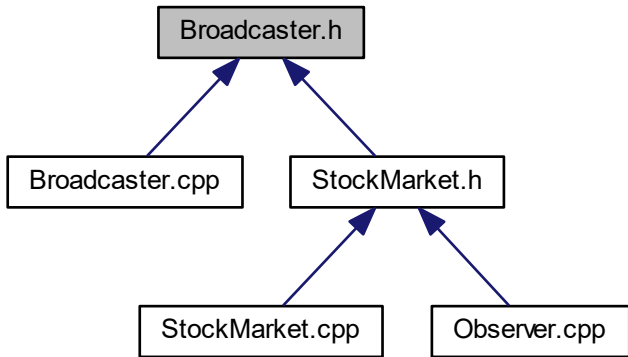 Broadcaster.h
Broadcaster.cpp
StockMarket.h
StockMarket.cpp
Observer.cpp